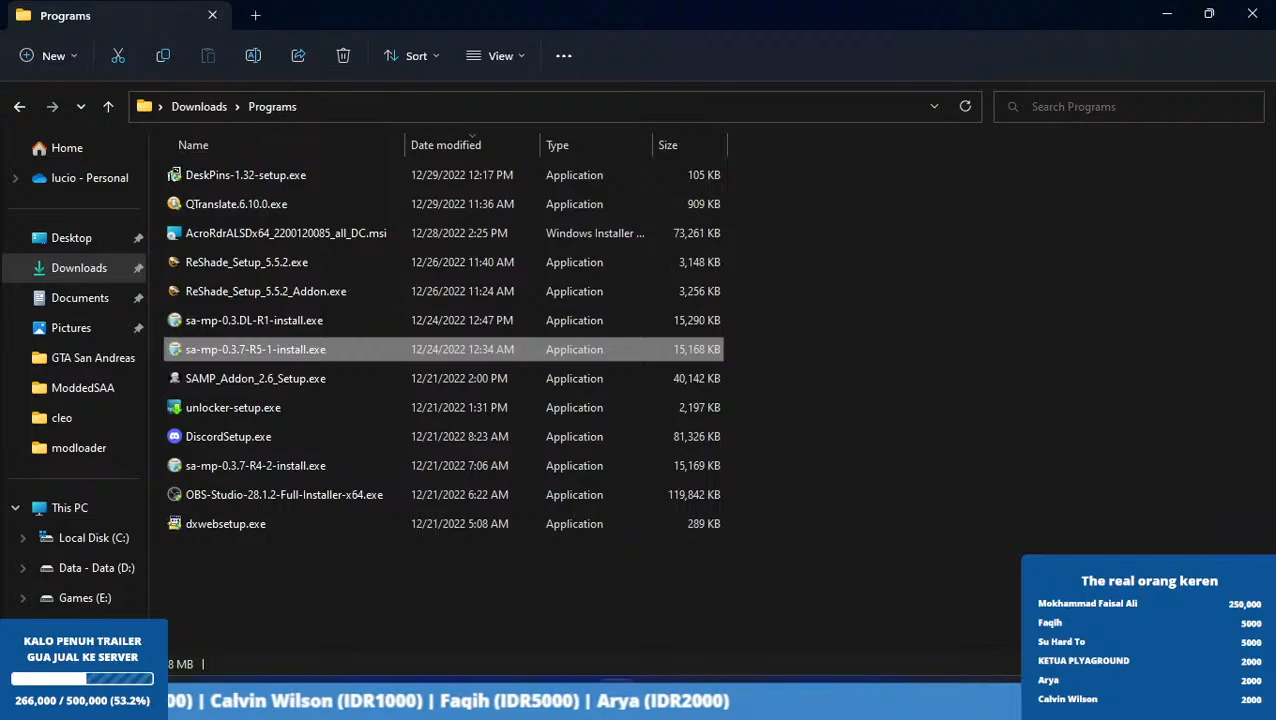 Programs
New
Sort
View
Downloads
Programs
Search Programs
Home
lucio - Personal
Desktop
Downloads
Documents
Pictures
GTA San Andreas
ModdedSAA
cleo
modloader
This PC
Local Disk (C:)
Data - Data (D:)
Games (E:)
Name Date modified Type Size
DeskPins-1.32-setup.exe 12/29/2022 12:17 PM Application 105 KB
QTranslate.6.10.0.exe 12/29/2022 11:36 AM Application 909 KB
AcroRdrALSDx64_2200120085_all_DC.msi 12/28/2022 2:25 PM Windows Installer ... 73,261 KB
ReShade_Setup_5.5.2.exe 12/26/2022 11:40 AM Application 3,148 KB
ReShade_Setup_5.5.2_Addon.exe 12/26/2022 11:24 AM Application 3,256 KB
sa-mp-0.3.DL-R1-install.exe 12/24/2022 12:47 PM Application 15,290 KB
sa-mp-0.3.7-R5-1-install.exe 12/24/2022 12:34 AM Application 15,168 KB
SAMP_Addon_2.6_Setup.exe 12/21/2022 2:00 PM Application 40,142 KB
unlocker-setup.exe 12/21/2022 1:31 PM Application 2,197 KB
DiscordSetup.exe 12/21/2022 8:23 AM Application 81,326 KB
sa-mp-0.3.7-R4-2-install.exe 12/21/2022 7:06 AM Application 15,169 KB
OBS-Studio-28.1.2-Full-Installer-x64.exe 12/21/2022 6:22 AM Application 119,842 KB
dxwebsetup.exe 12/21/2022 5:08 AM Application 289 KB
8 MB
KALO PENUH TRAILER
GUA JUAL KE SERVER
266,000 / 500,000 (53.2%)
The real orang keren
Mokhammad Faisal Ali 250,000
Faqih 5000
Su Hard To 5000
KETUA PLYAGROUND 2000
Arya 2000
Calvin Wilson 2000
00) | Calvin Wilson (IDR1000) | Faqih (IDR5000) | Arya (IDR2000)